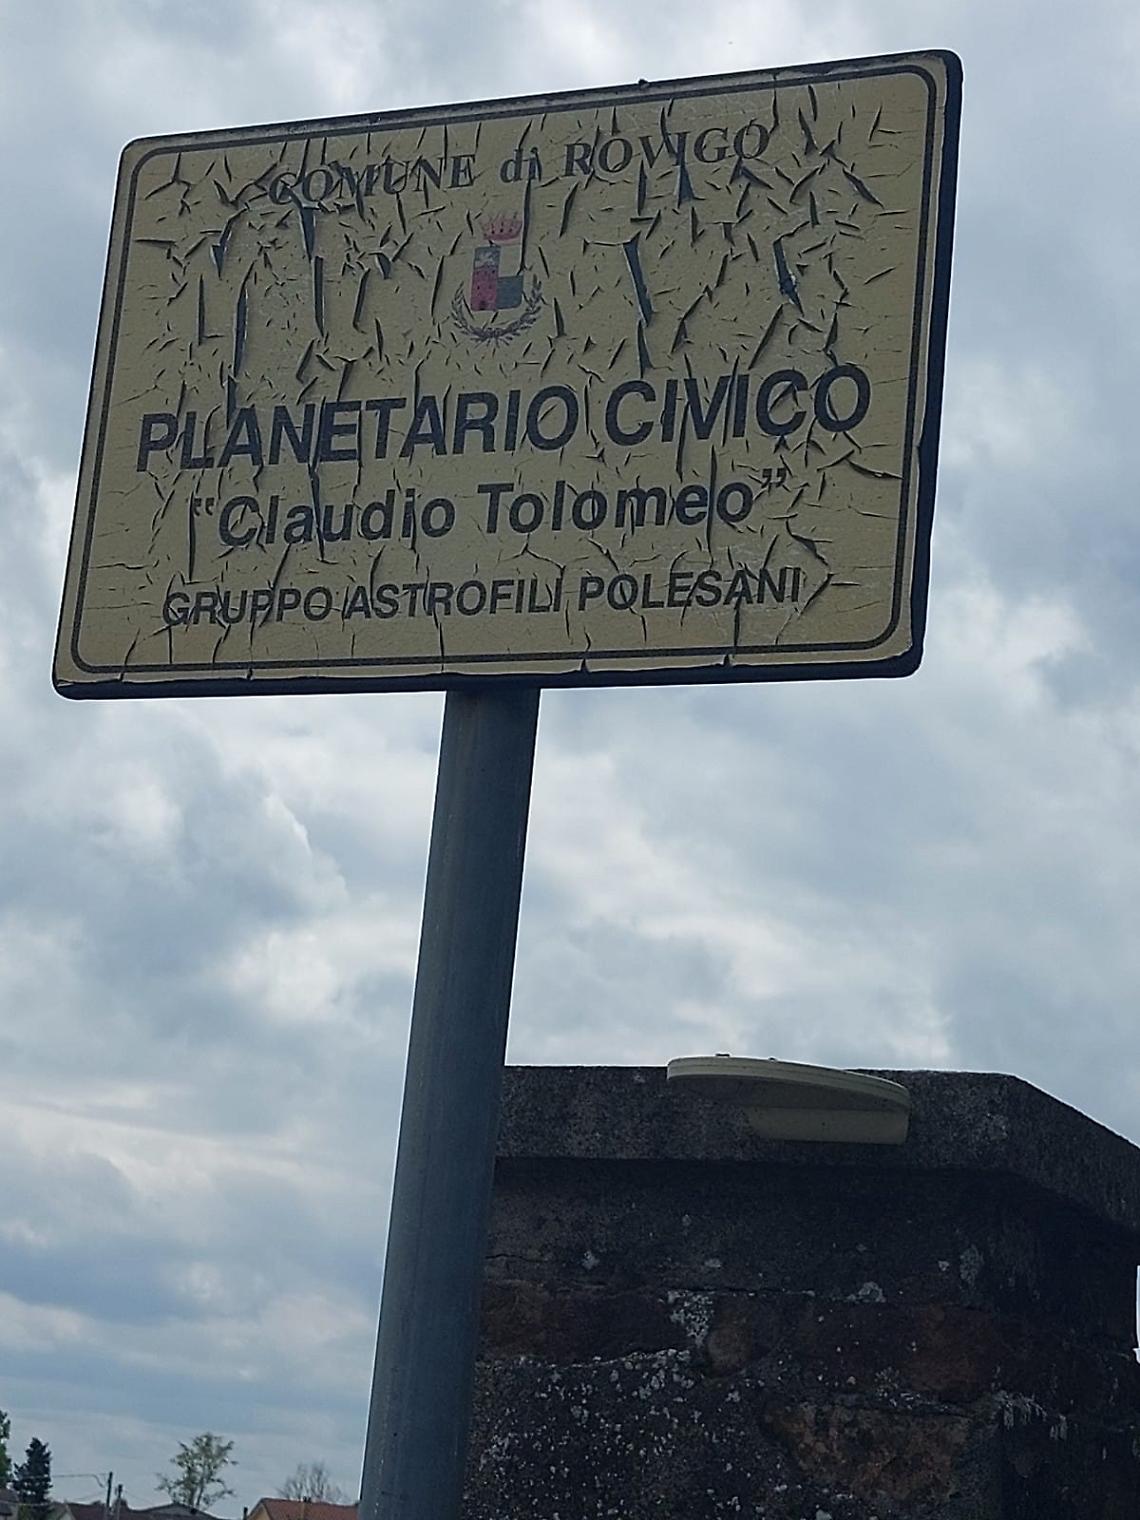 COMUNE di ROVIGO
PLANETARIO CIVICO
"Claudio Tolomeo"
GRUPPO ASTROFILI POLESANI